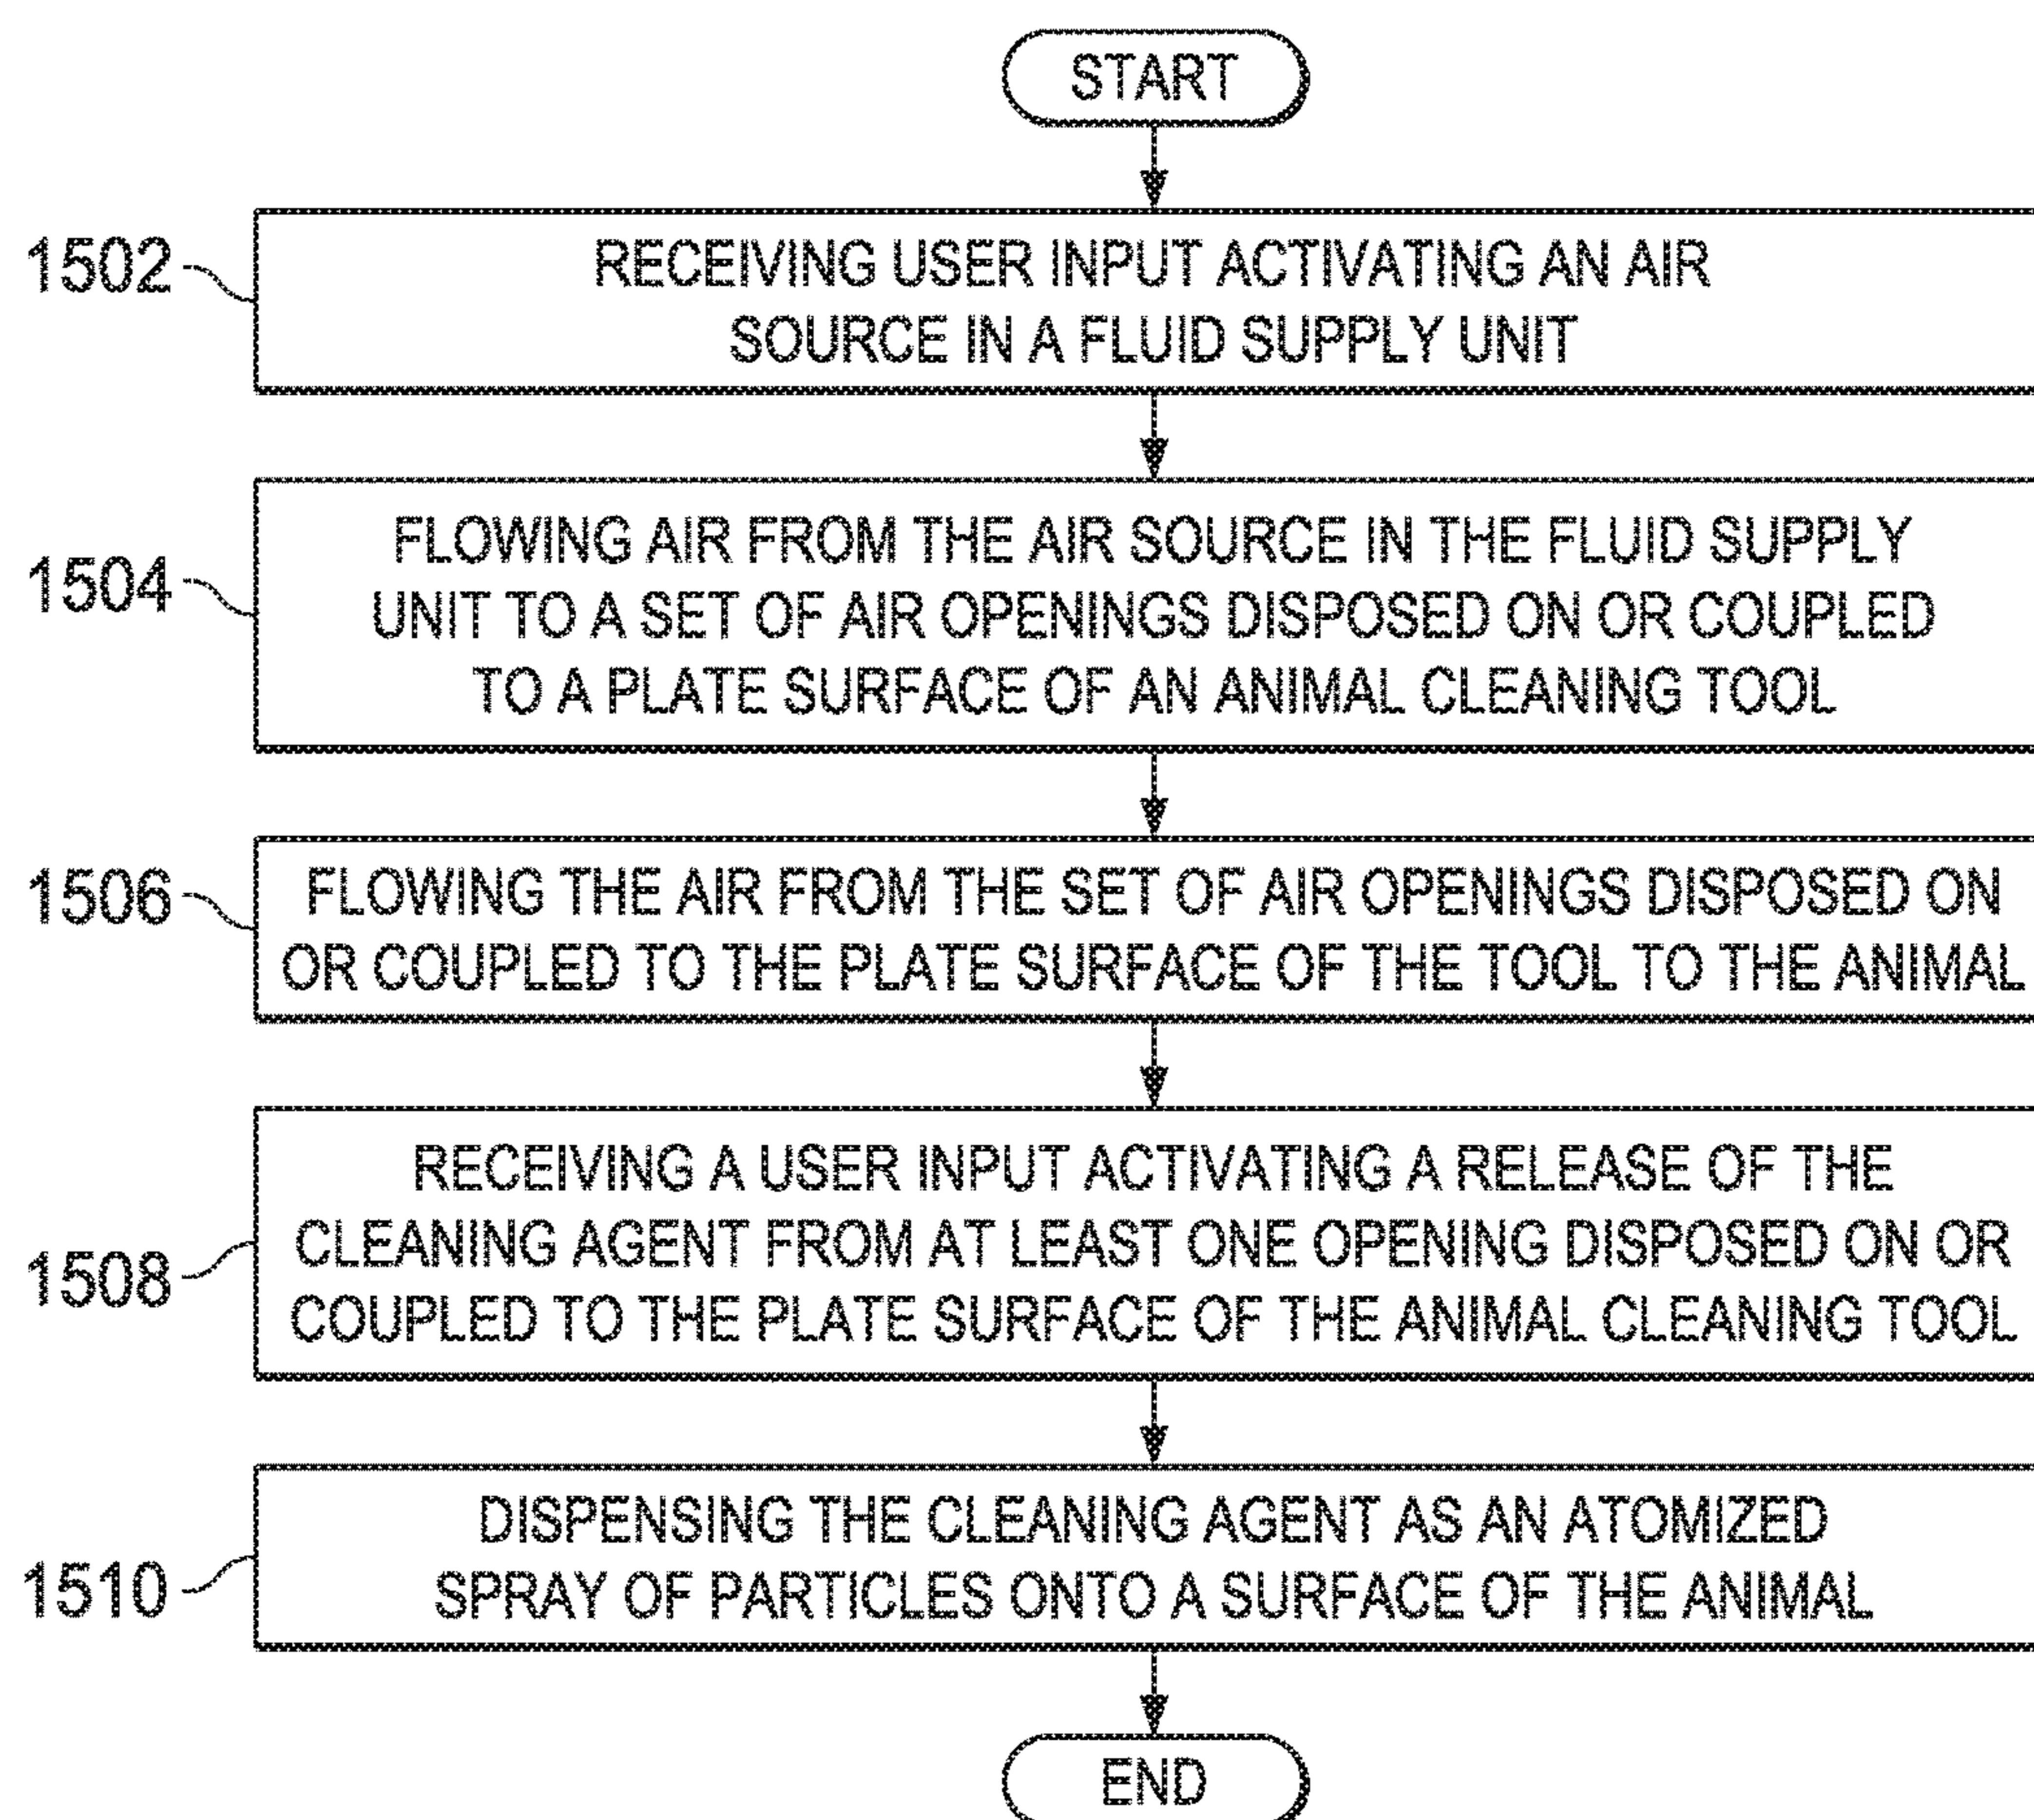 START
1502
RECEIVING USER INPUT ACTIVATING AN AIR
SOURCE IN A FLUID SUPPLY UNIT
1504
FLOWING AIR FROM THE AIR SOURCE IN THE FLUID SUPPLY
UNIT TO A SET OF AIR OPENINGS DISPOSED ON OR COUPLED
TO A PLATE SURFACE OF AN ANIMAL CLEANING TOOL
1506
FLOWING THE AIR FROM THE SET OF AIR OPENINGS DISPOSED ON
OR COUPLED TO THE PLATE SURFACE OF THE TOOL TO THE ANIMAL
1508
RECEIVING A USER INPUT ACTIVATING A RELEASE OF THE
CLEANING AGENT FROM AT LEAST ONE OPENING DISPOSED ON OR
COUPLED TO THE PLATE SURFACE OF THE ANIMAL CLEANING TOOL
1510
DISPENSING THE CLEANING AGENT AS AN ATOMIZED
SPRAY OF PARTICLES ONTO A SURFACE OF THE ANIMAL
END